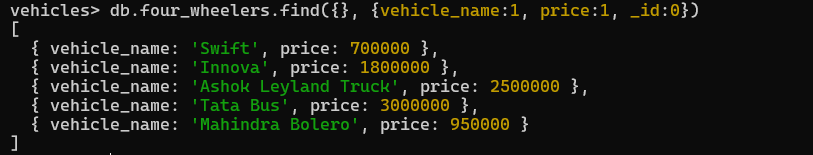 vehicles> db.four_wheelers.find({}, {vehicle_name:1, price:1, _id:0})
[
  { vehicle_name: 'Swift', price: 700000 },
  { vehicle_name: 'Innova', price: 1800000 },
  { vehicle_name: 'Ashok Leyland Truck', price: 2500000 },
  { vehicle_name: 'Tata Bus', price: 3000000 },
  { vehicle_name: 'Mahindra Bolero', price: 950000 }
]